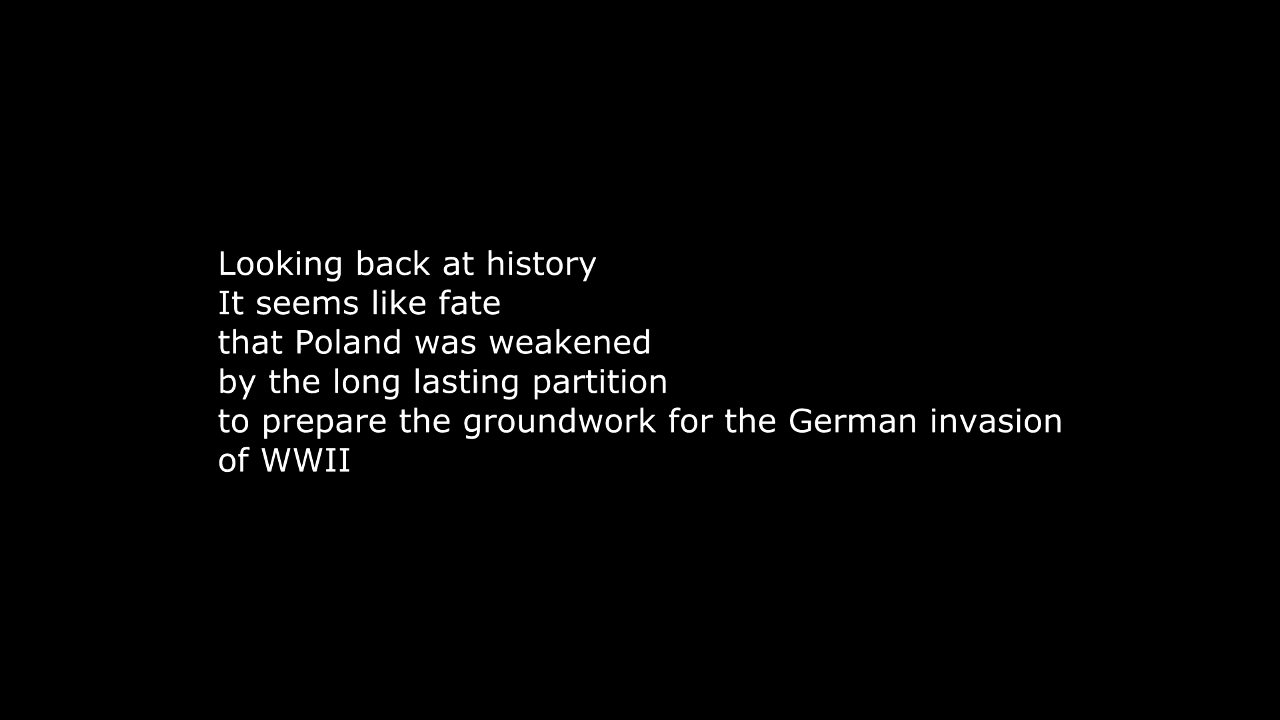 Looking back at history
It seems like fate
that Poland was weakened
by the long lasting partition
to prepare the groundwork for the German invasion
of WWII